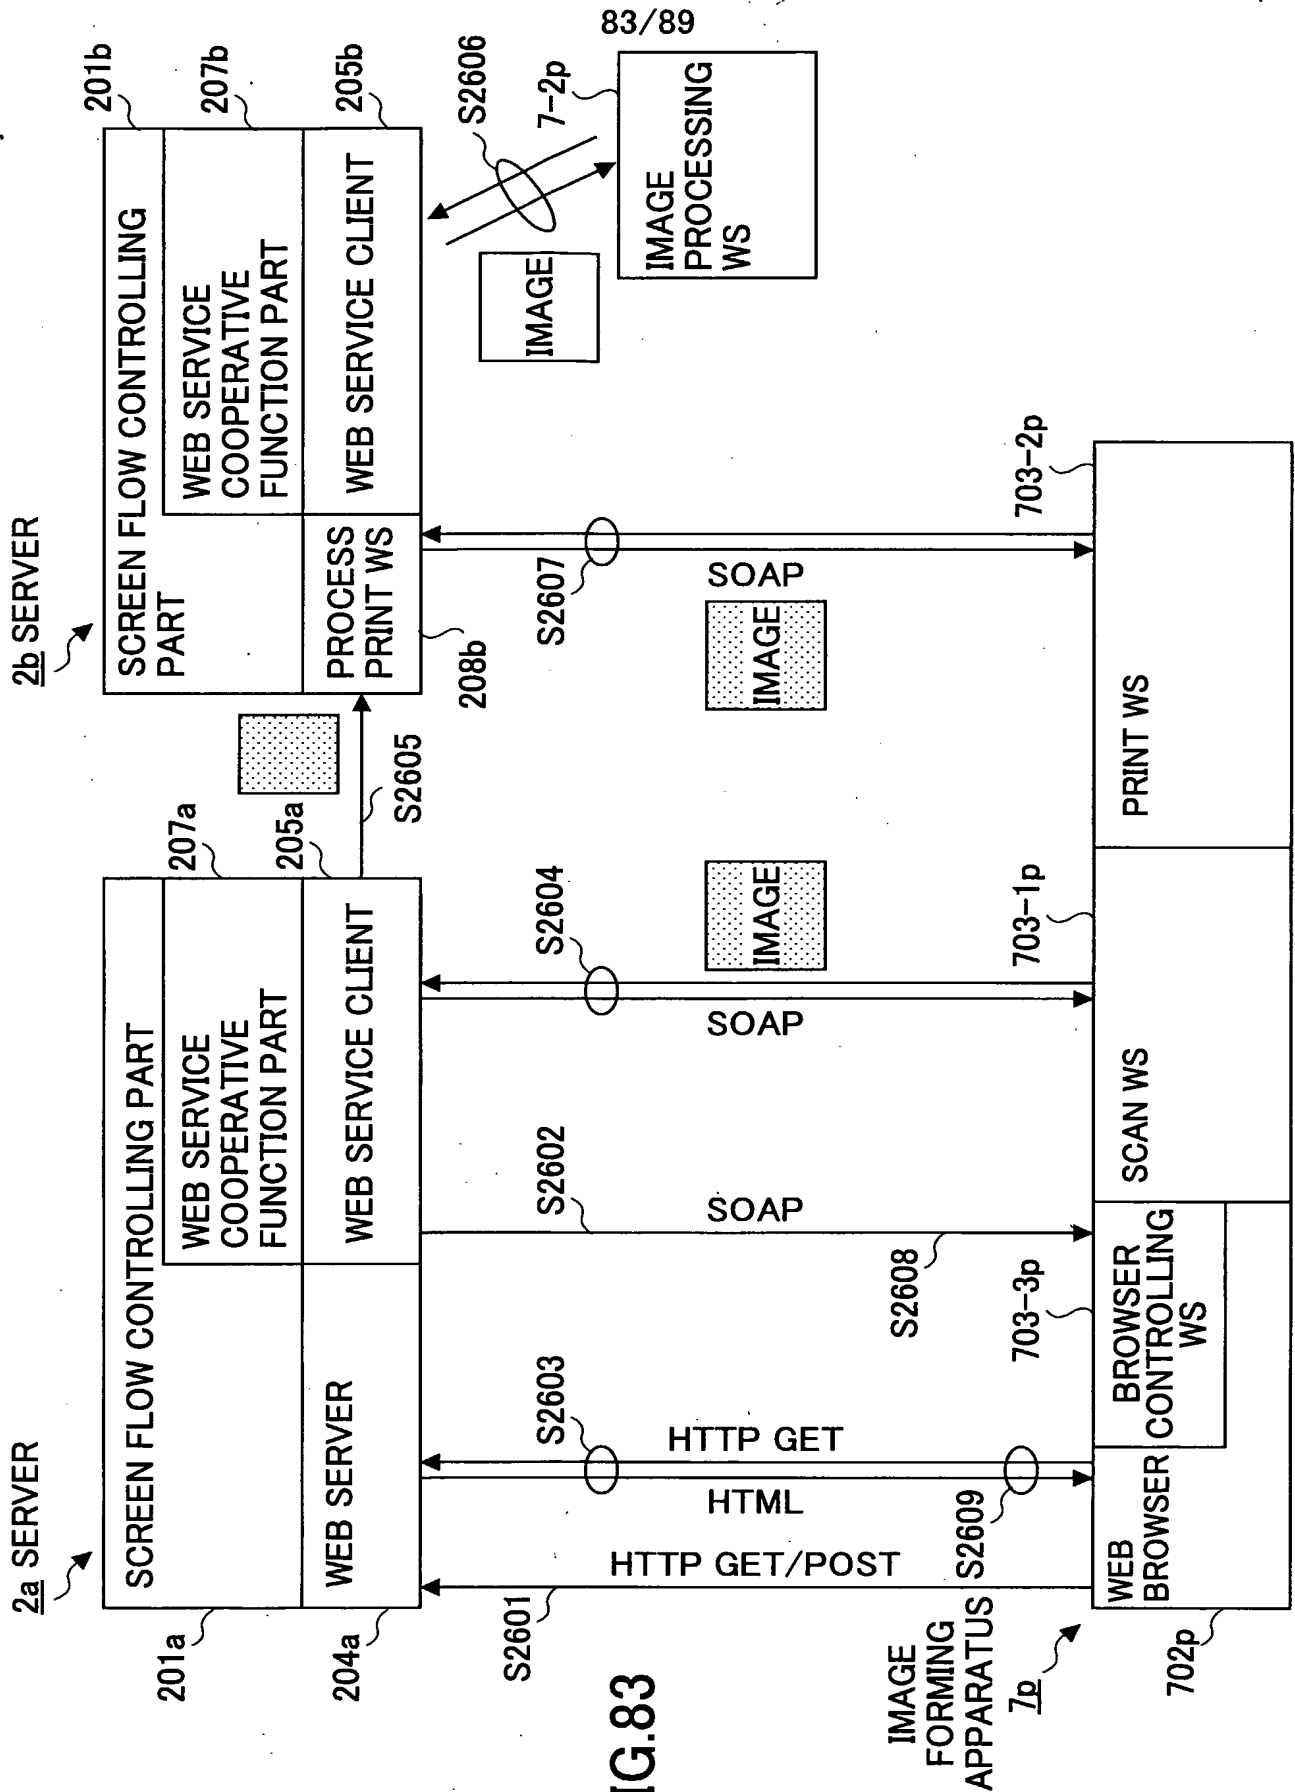 83/89
2a SERVER
SCREEN FLOW CONTROLLING PART
WEB SERVICE
COOPERATIVE
FUNCTION PART
WEB SERVER
WEB SERVICE CLIENT
201a
204a
207a
205a
2b SERVER
SCREEN FLOW CONTROLLING
PART
WEB SERVICE
COOPERATIVE
FUNCTION PART
PROCESS
PRINT WS
WEB SERVICE CLIENT
201b
207b
205b
208b
S2605
S2606
7-2p
IMAGE
IMAGE
PROCESSING
WS
S2601
HTTP GET/POST
S2603
HTTP GET
HTML
S2609
S2602
SOAP
S2608
S2604
SOAP
IMAGE
S2607
SOAP
IMAGE
IMAGE
FORMING
APPARATUS
7p
703-3p
703-1p
703-2p
WEB
BROWSER
BROWSER
CONTROLLING
WS
SCAN WS
PRINT WS
702p
IG.83